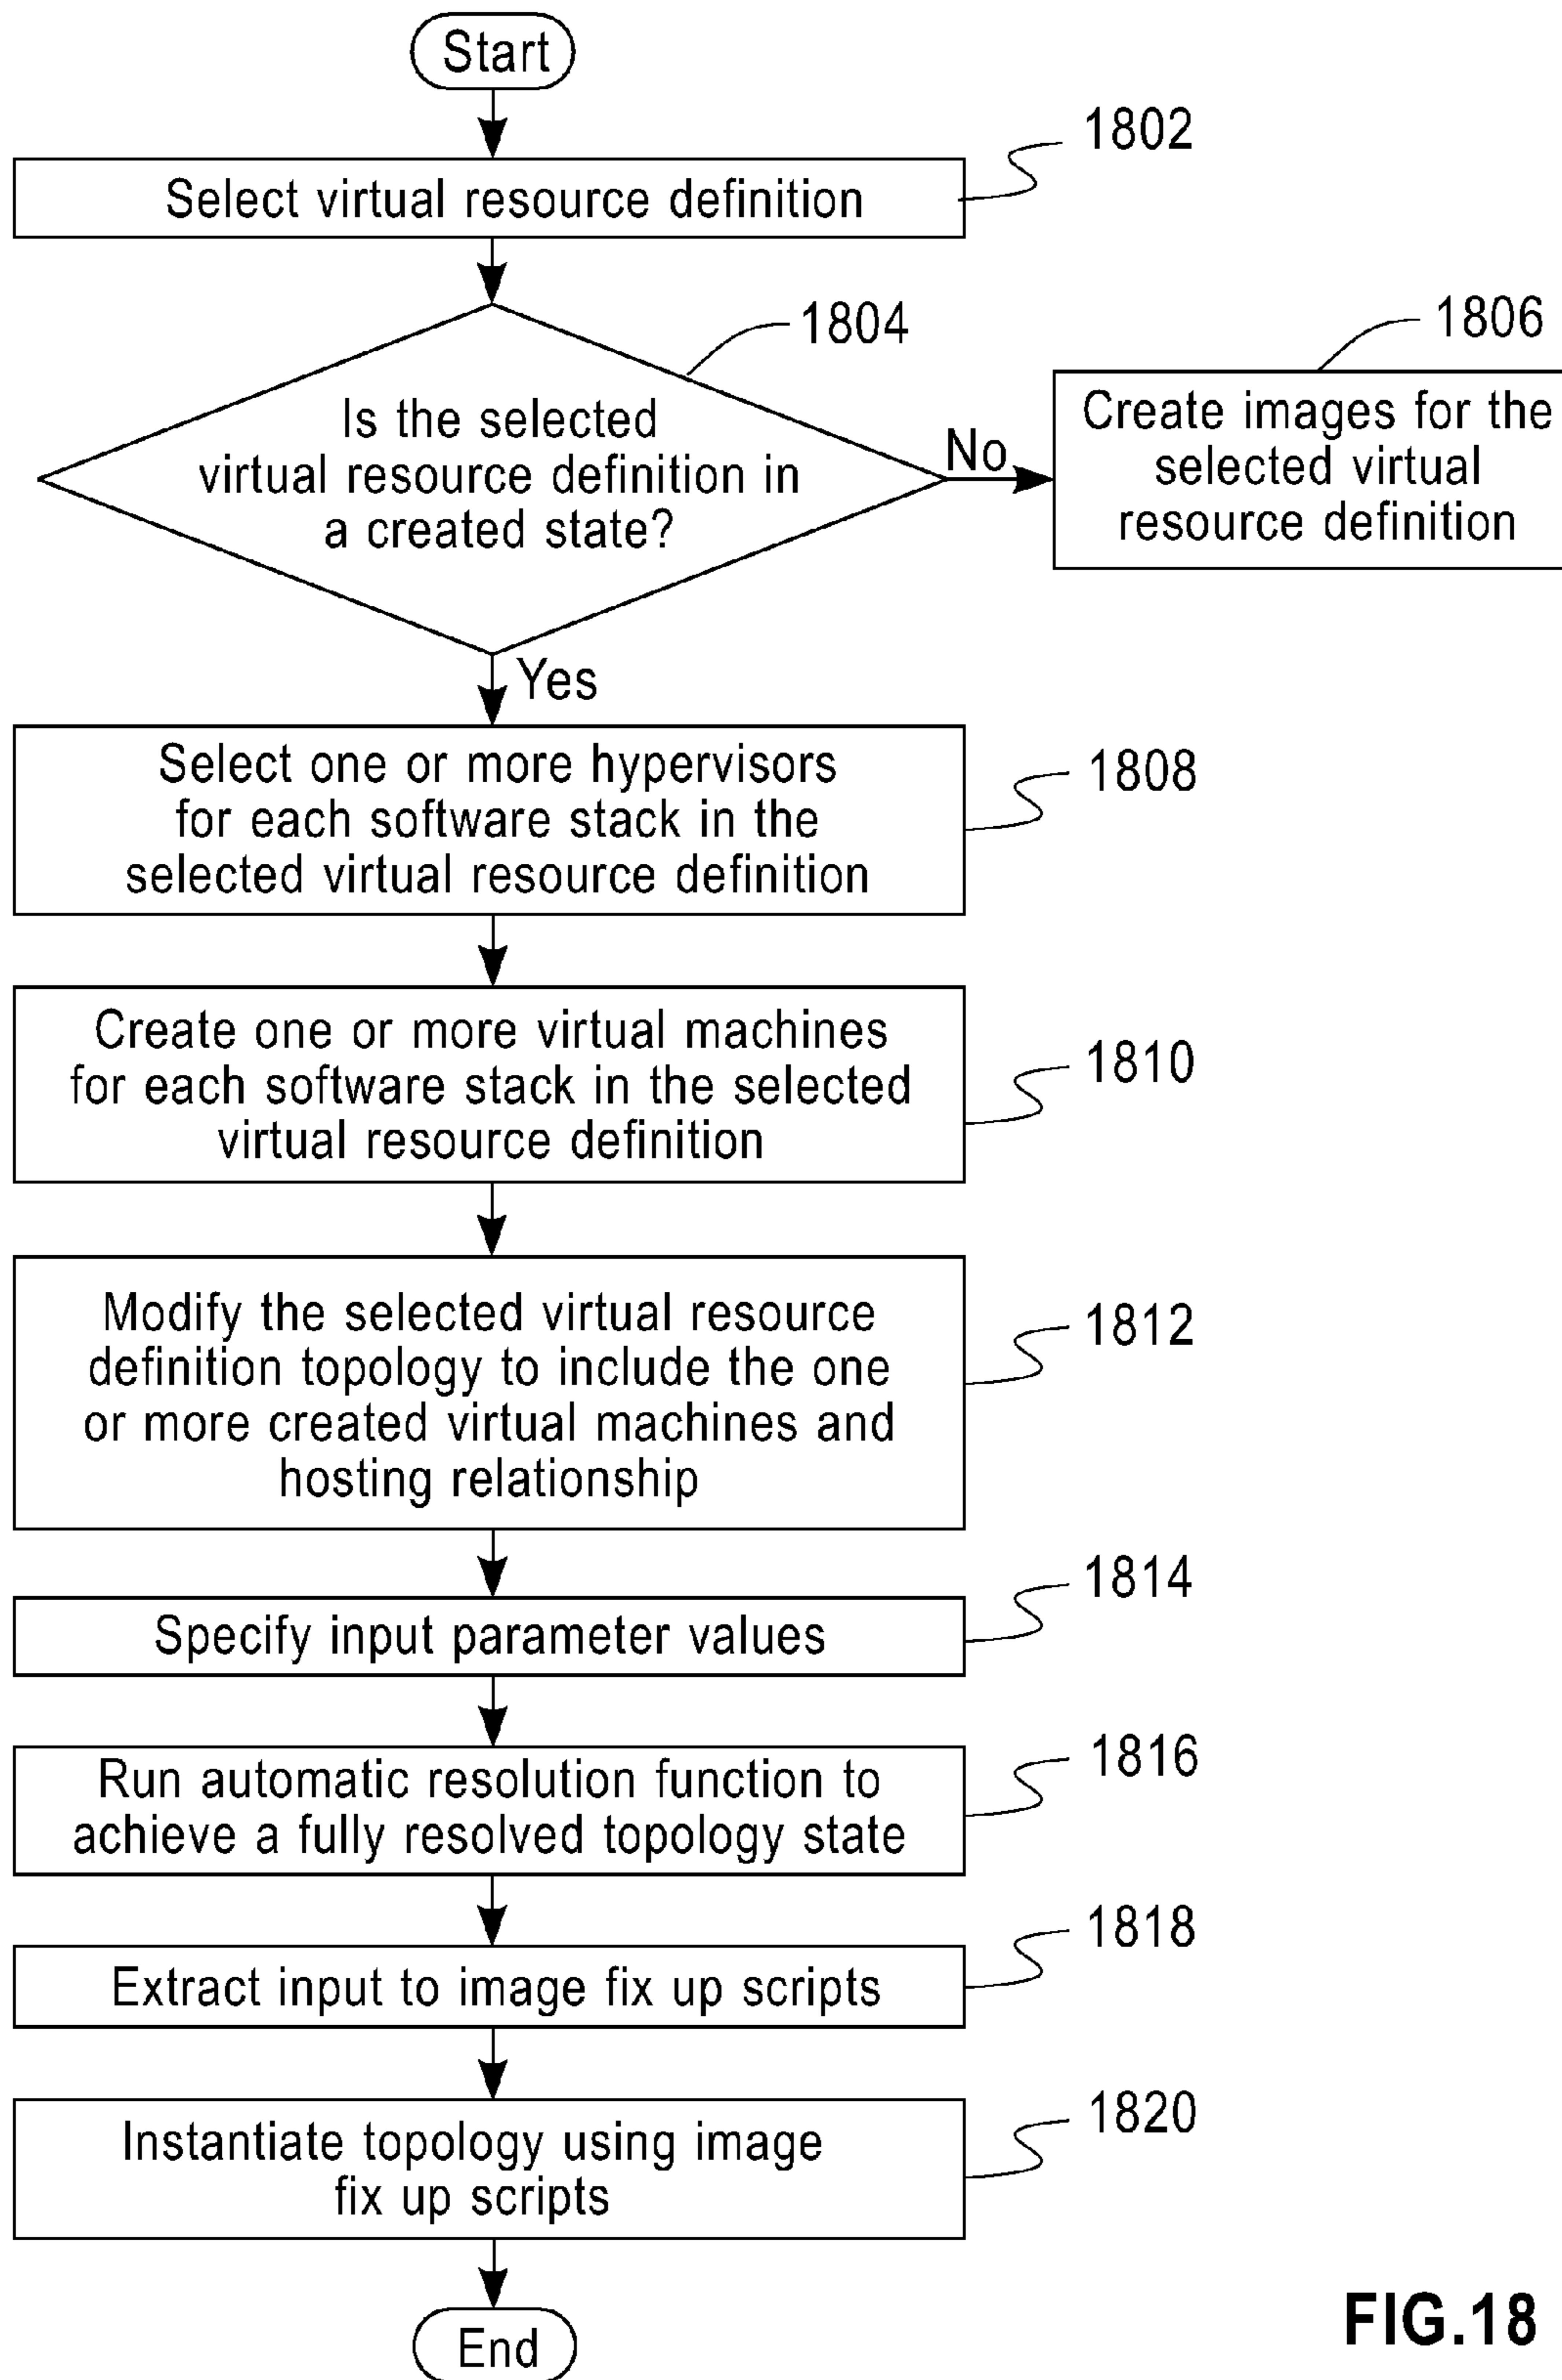 Start
1802
Select virtual resource definition
1804
1806
Is the selected
virtual resource definition in
a created state?
No
Create images for the
selected virtual
resource definition
Yes
Select one or more hypervisors
for each software stack in the
selected virtual resource definition
1808
Create one or more virtual machines
for each software stack in the selected
virtual resource definition
1810
Modify the selected virtual resource
definition topology to include the one
or more created virtual machines and
hosting relationship
1812
1814
Specify input parameter values
1816
Run automatic resolution function to
achieve a fully resolved topology state
1818
Extract input to image fix up scripts
1820
Instantiate topology using image
fix up scripts
End
FIG.18